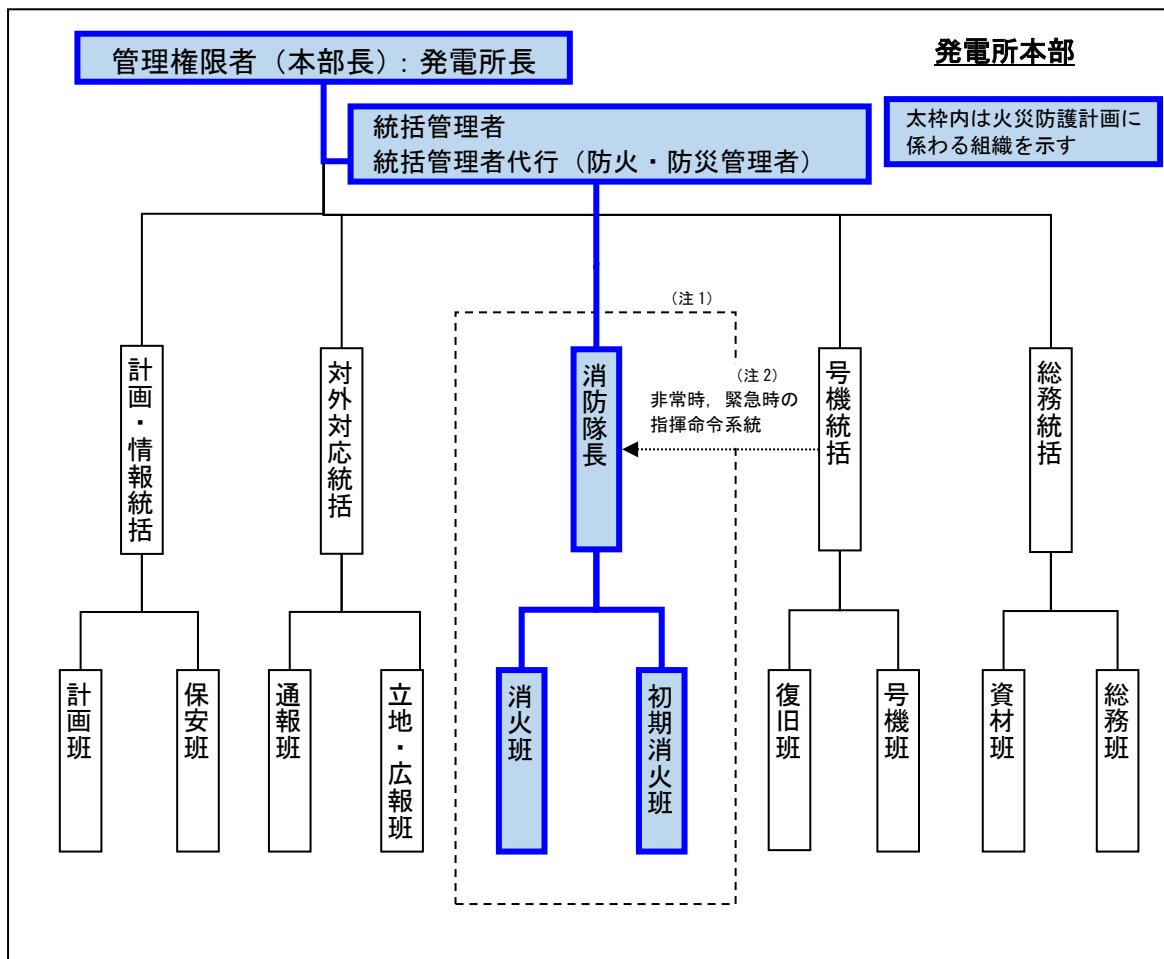 発電所本部
管理権限者（本部長）：発電所長
統括管理者
統括管理者代行（防火・防災管理者）
太枠内は火災防護計画に
係わる組織を示す
（注1）
（注2）
非常時，緊急時の
指揮命令系統
計画・情報統括
対外対応統括
消防隊長
号機統括
総務統括
計画班
保安班
通報班
立地・広報班
消火班
初期消火班
復旧班
号機班
資材班
総務班